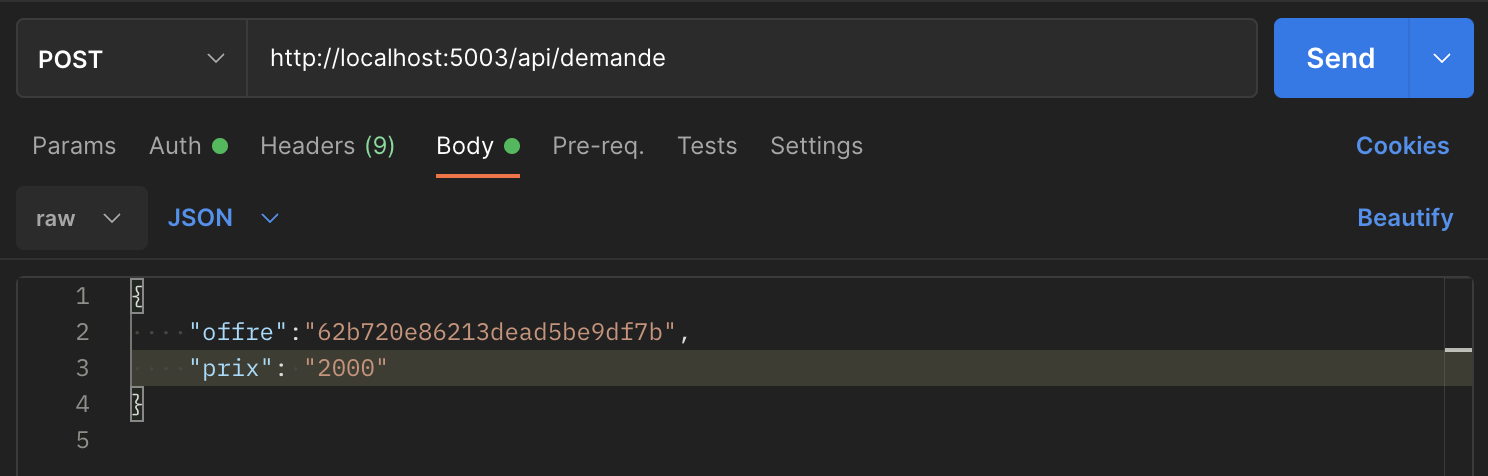 POST http://localhost:5003/api/demande Send
Params Auth Headers (9) Body Pre-req. Tests Settings Cookies
raw JSON Beautify
1 {
2 "offre":"62b720e86213dead5be9df7b",
3 "prix": "2000"
4 }
5